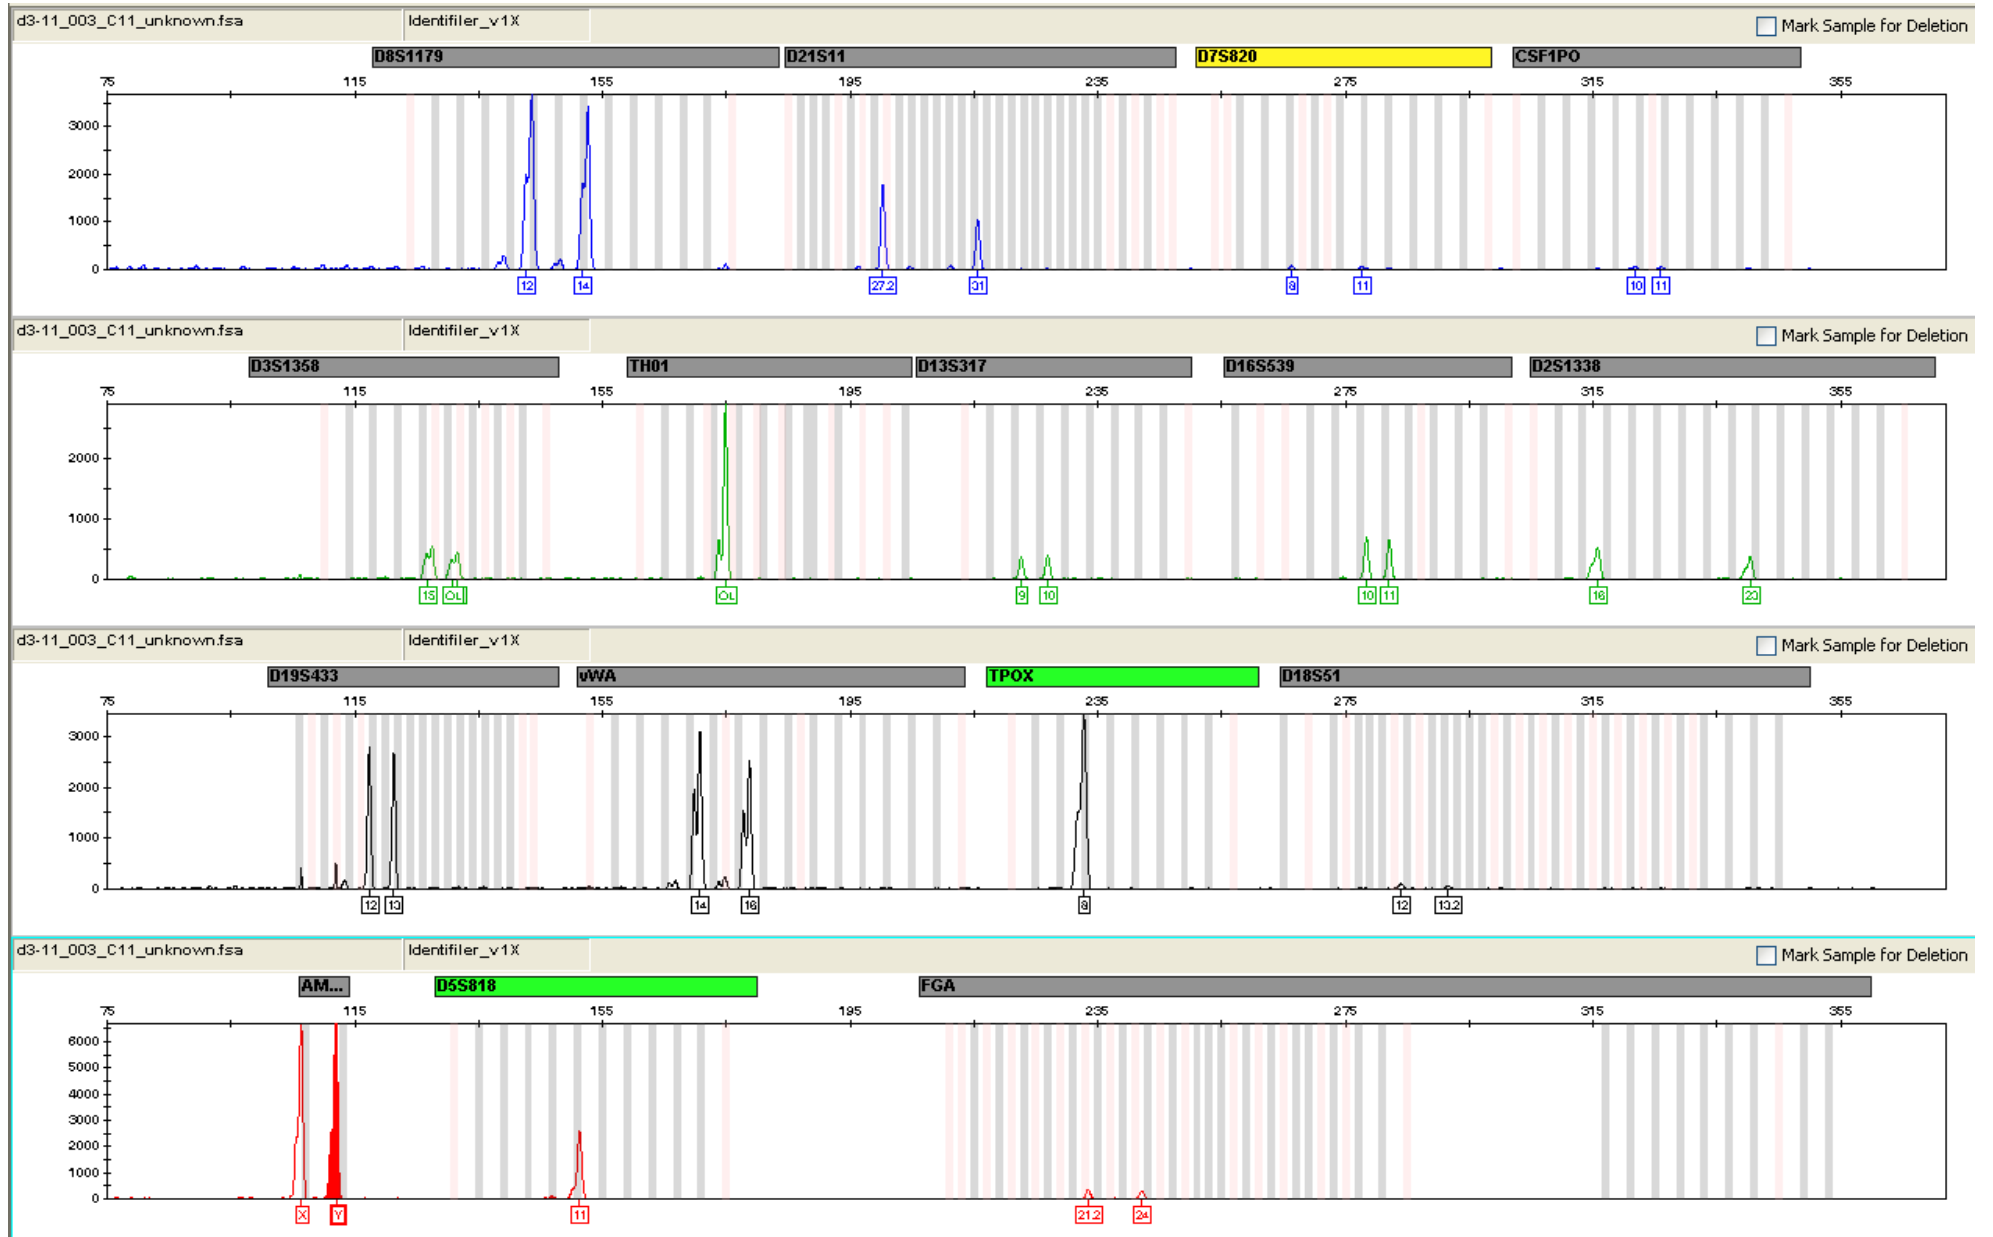 d3-11_003_C11_unknown.fsa Identifiler_v1X Mark Sample for Deletion
D8S1179 D21S11 D7S820 CSF1PO
75 115 155 195 235 275 315 355
3000
2000
1000
0
12 14 27.2 31 8 11 10 11
d3-11_003_C11_unknown.fsa Identifiler_v1X Mark Sample for Deletion
D3S1358 TH01 D13S317 D16S539 D2S1338
75 115 155 195 235 275 315 355
2000
1000
0
15 OL OL 9 10 10 11 16 23
d3-11_003_C11_unknown.fsa Identifiler_v1X Mark Sample for Deletion
D19S433 vWA TPOX D18S51
75 115 155 195 235 275 315 355
3000
2000
1000
0
12 13 14 16 8 12 13.2
d3-11_003_C11_unknown.fsa Identifiler_v1X Mark Sample for Deletion
AM... D5S818 FGA
75 115 155 195 235 275 315 355
6000
5000
4000
3000
2000
1000
0
X Y 11 21.2 24